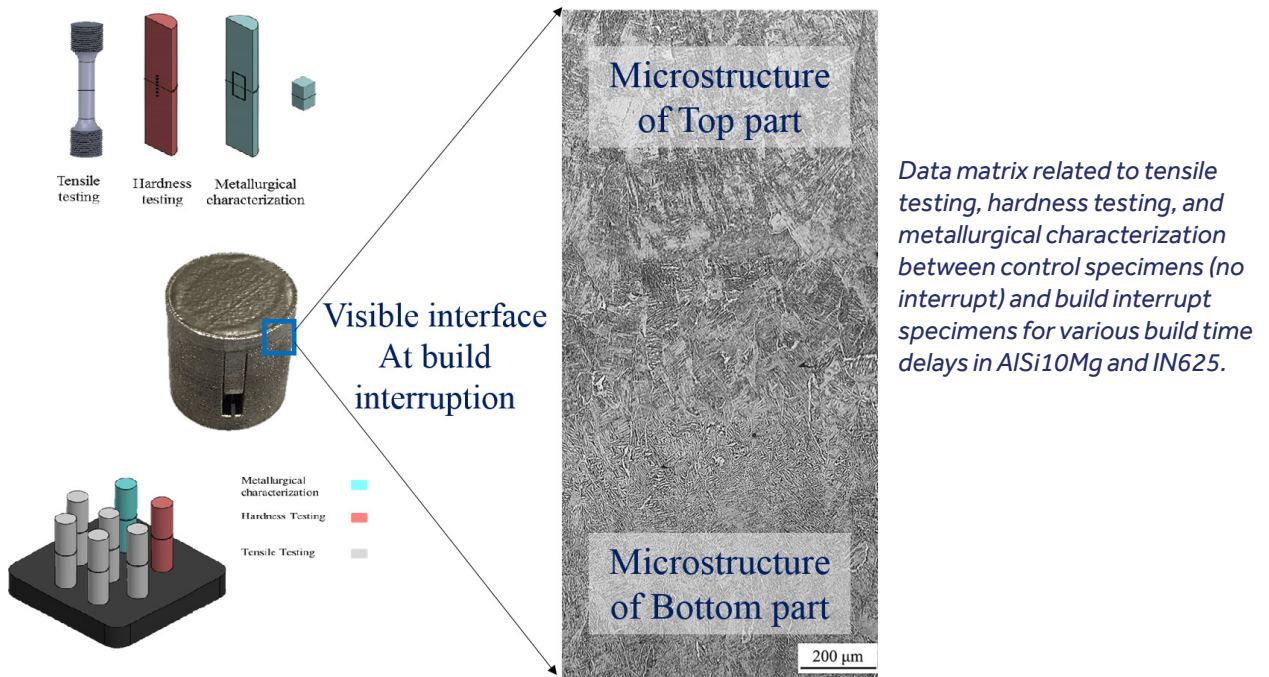 Tensile
testing
Hardness
testing
Metallurgical
characterization
Visible interface
At build
interruption
Metallurgical
characterization
Hardness Testing
Tensile Testing
Microstructure
of Top part
Microstructure
of Bottom part
200 µm
Data matrix related to tensile
testing, hardness testing, and
metallurgical characterization
between control specimens (no
interrupt) and build interrupt
specimens for various build time
delays in AlSi10Mg and IN625.